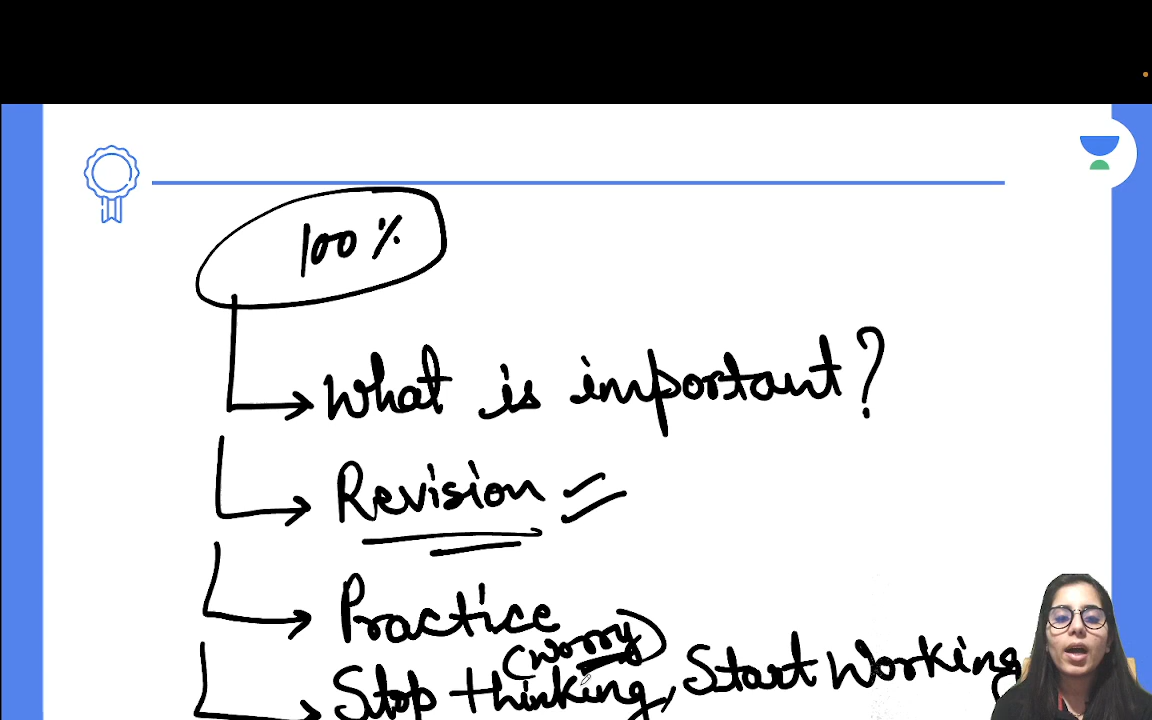 100%
What is important?
Revision
Practice
(worry)
Stop thinking, Start Working